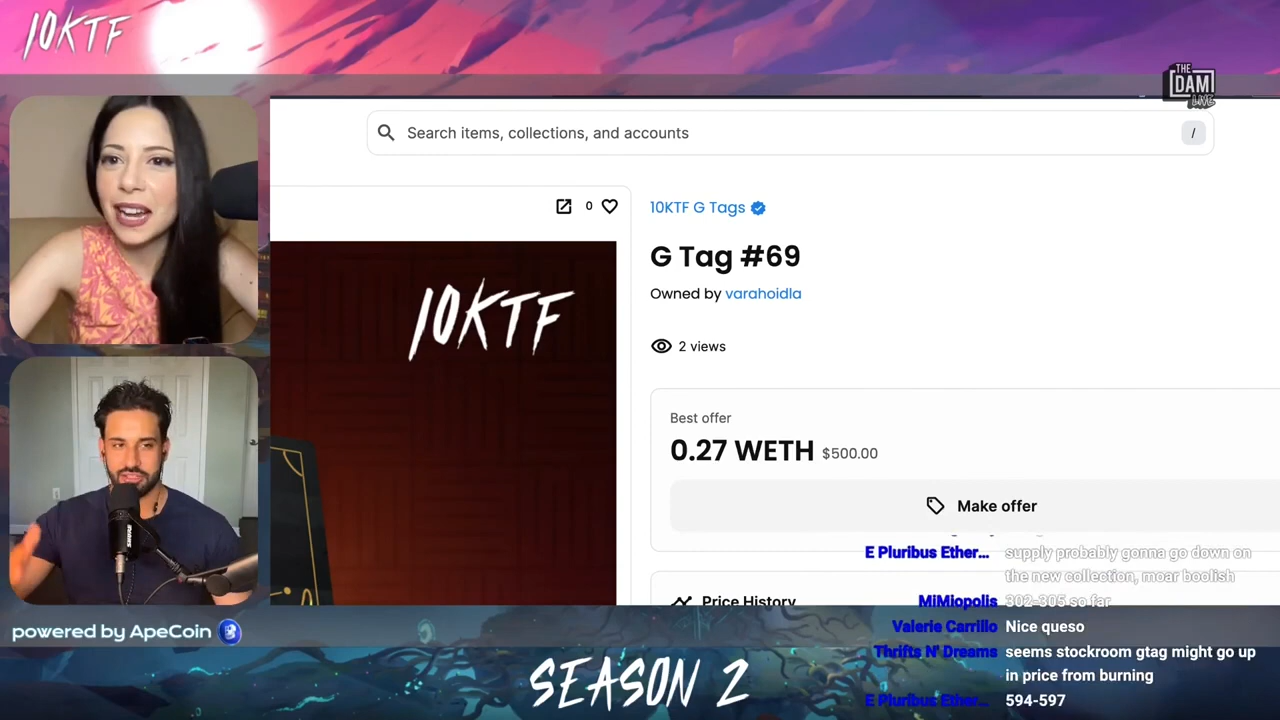 10KTF
THE
DAM
LIVE
Search items, collections, and accounts
/
0
10KTF G Tags
10KTF
G Tag #69
Owned by varahoidla
2 views
Best offer
0.27 WETH $500.00
Make offer
Price History
E Pluribus Ether... supply probably gonna go down on
the new collection, moar boolish
MiMiopolis 302-305 so far
Valerie Carrillo Nice queso
Thrifts N' Dreams seems stockroom gtag might go up
in price from burning
E Pluribus Ether... 594-597
powered by ApeCoin
SEASON 2
SHURE